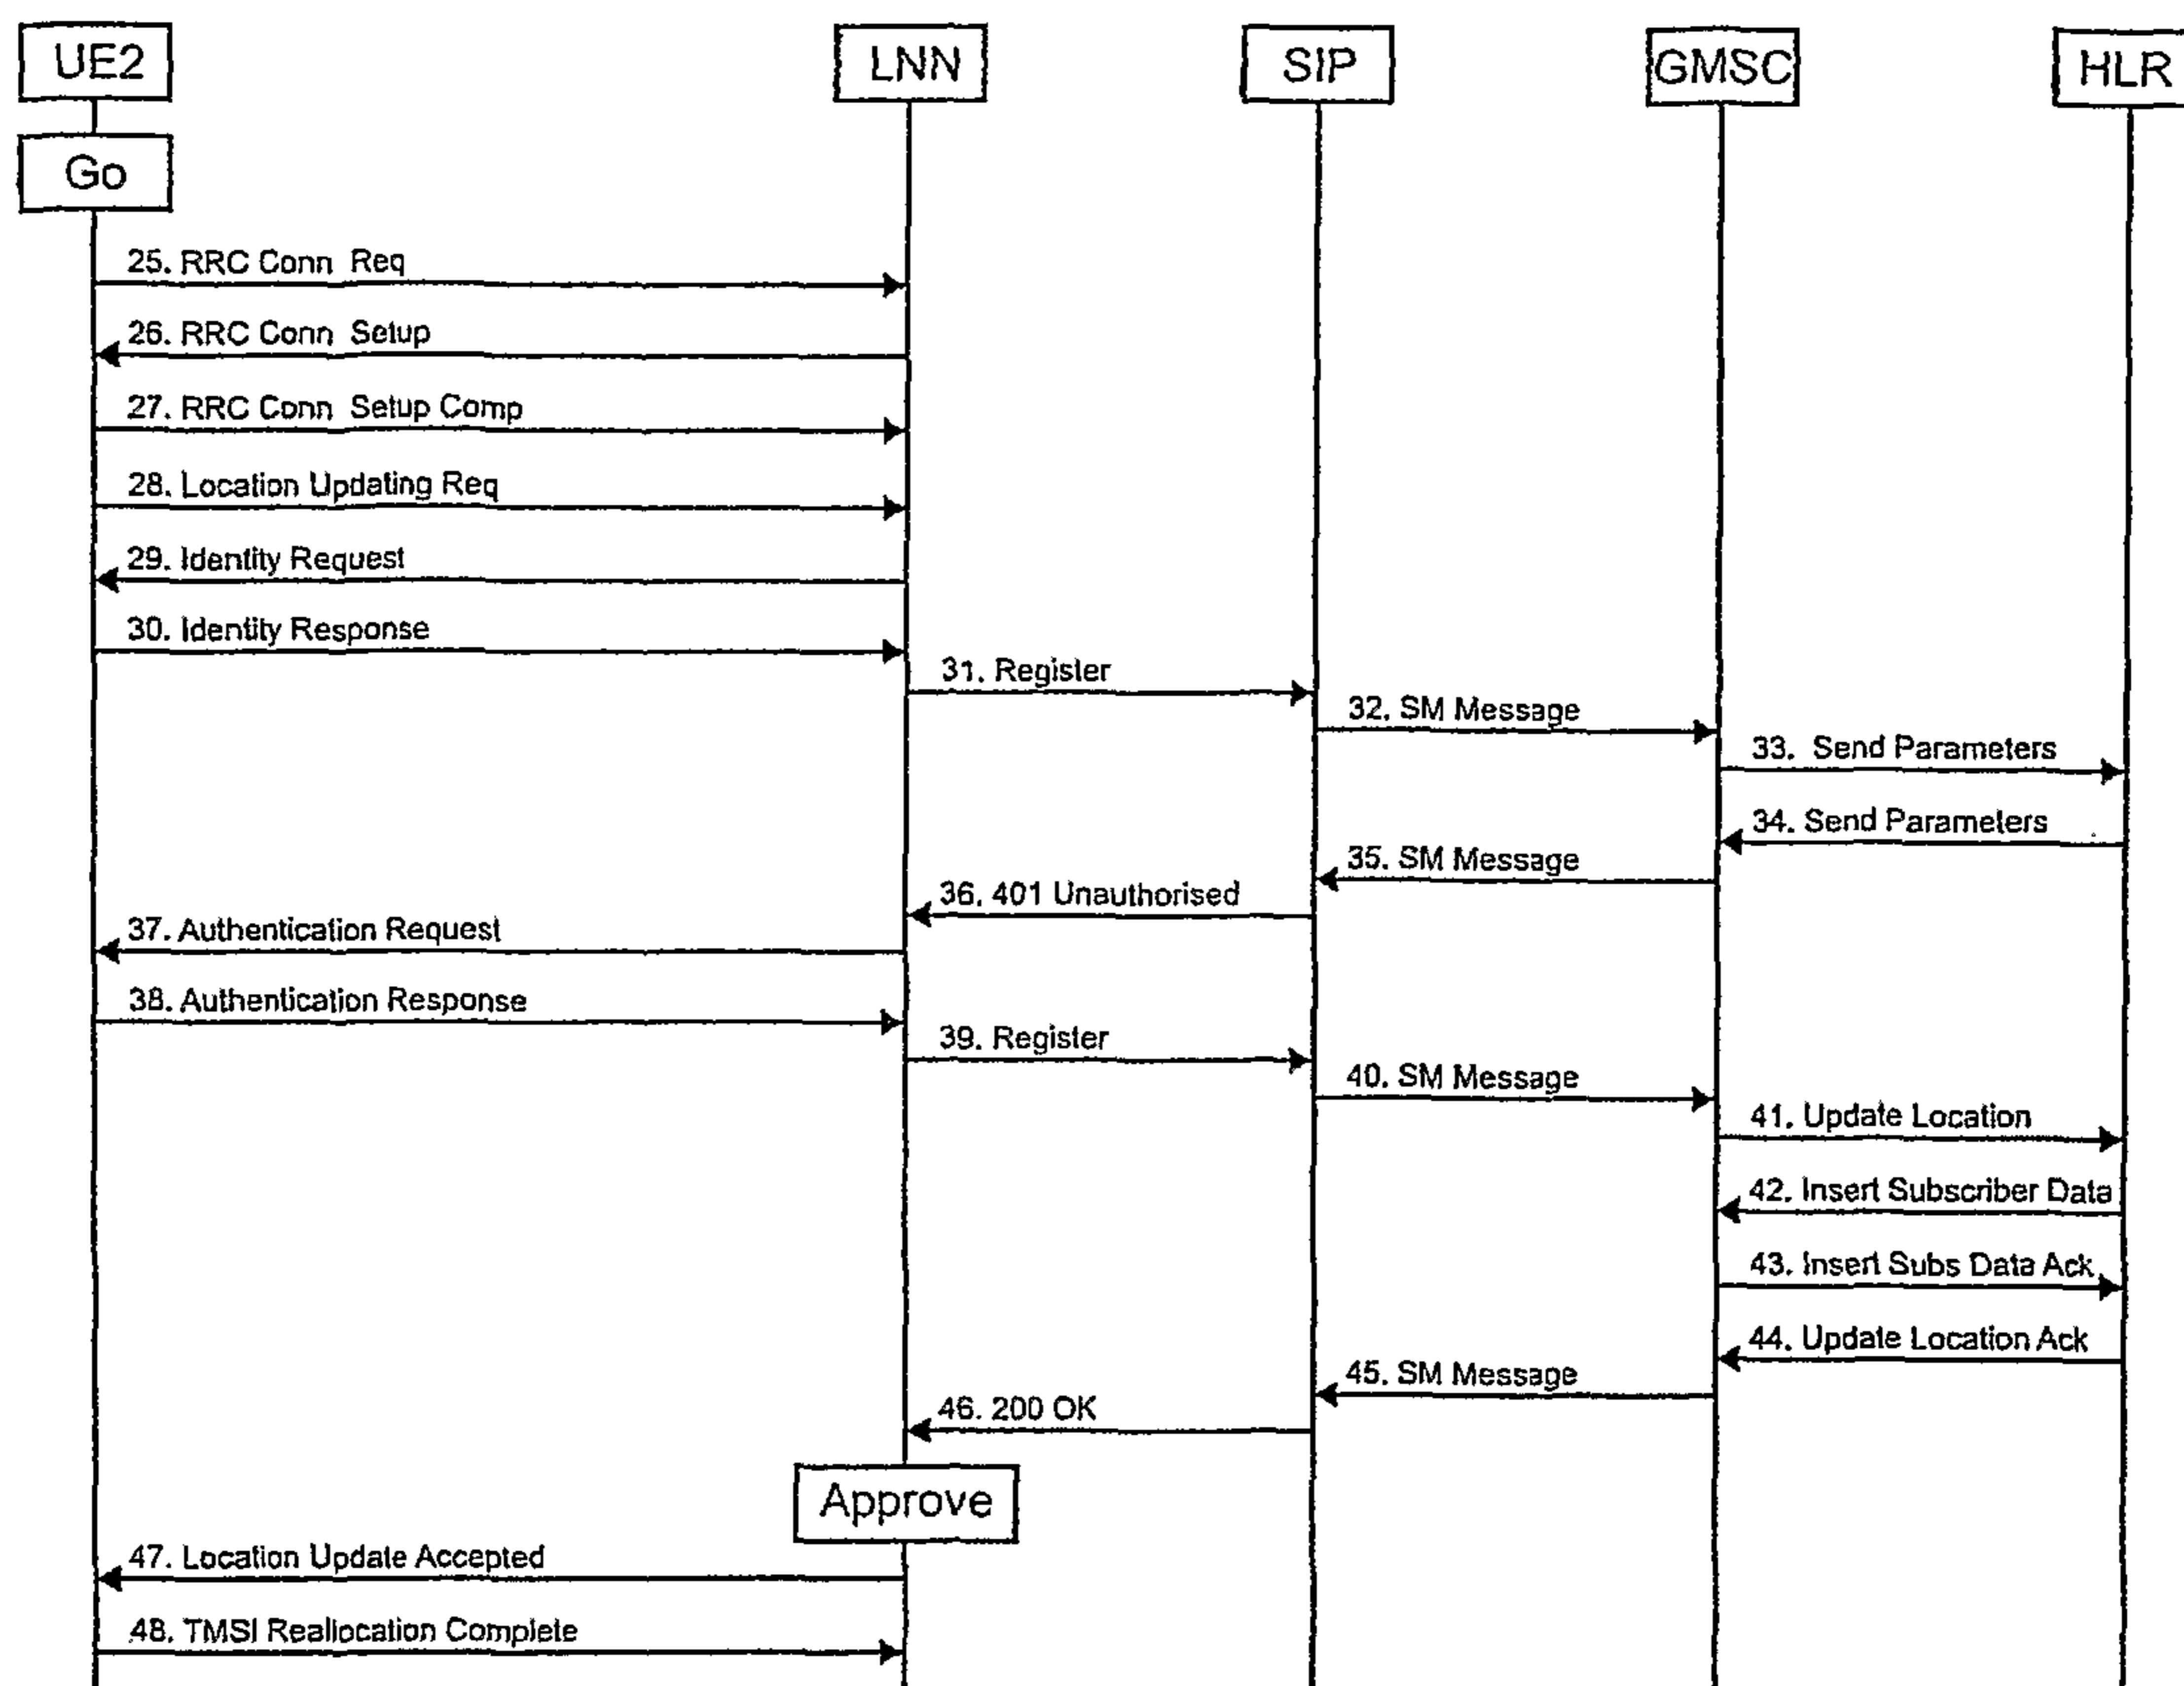 UE2 LNN SIP GMSC HLR
Go
25. RRC Conn Req
26. RRC Conn Setup
27. RRC Conn Setup Comp
28. Location Updating Req
29. Identity Request
30. Identity Response
31. Register
32. SM Message
33. Send Parameters
34. Send Parameters
35. SM Message
36. 401 Unauthorised
37. Authentication Request
38. Authentication Response
39. Register
40. SM Message
41. Update Location
42. Insert Subscriber Data
43. Insert Subs Data Ack
44. Update Location Ack
45. SM Message
46. 200 OK
Approve
47. Location Update Accepted
48. TMSI Reallocation Complete